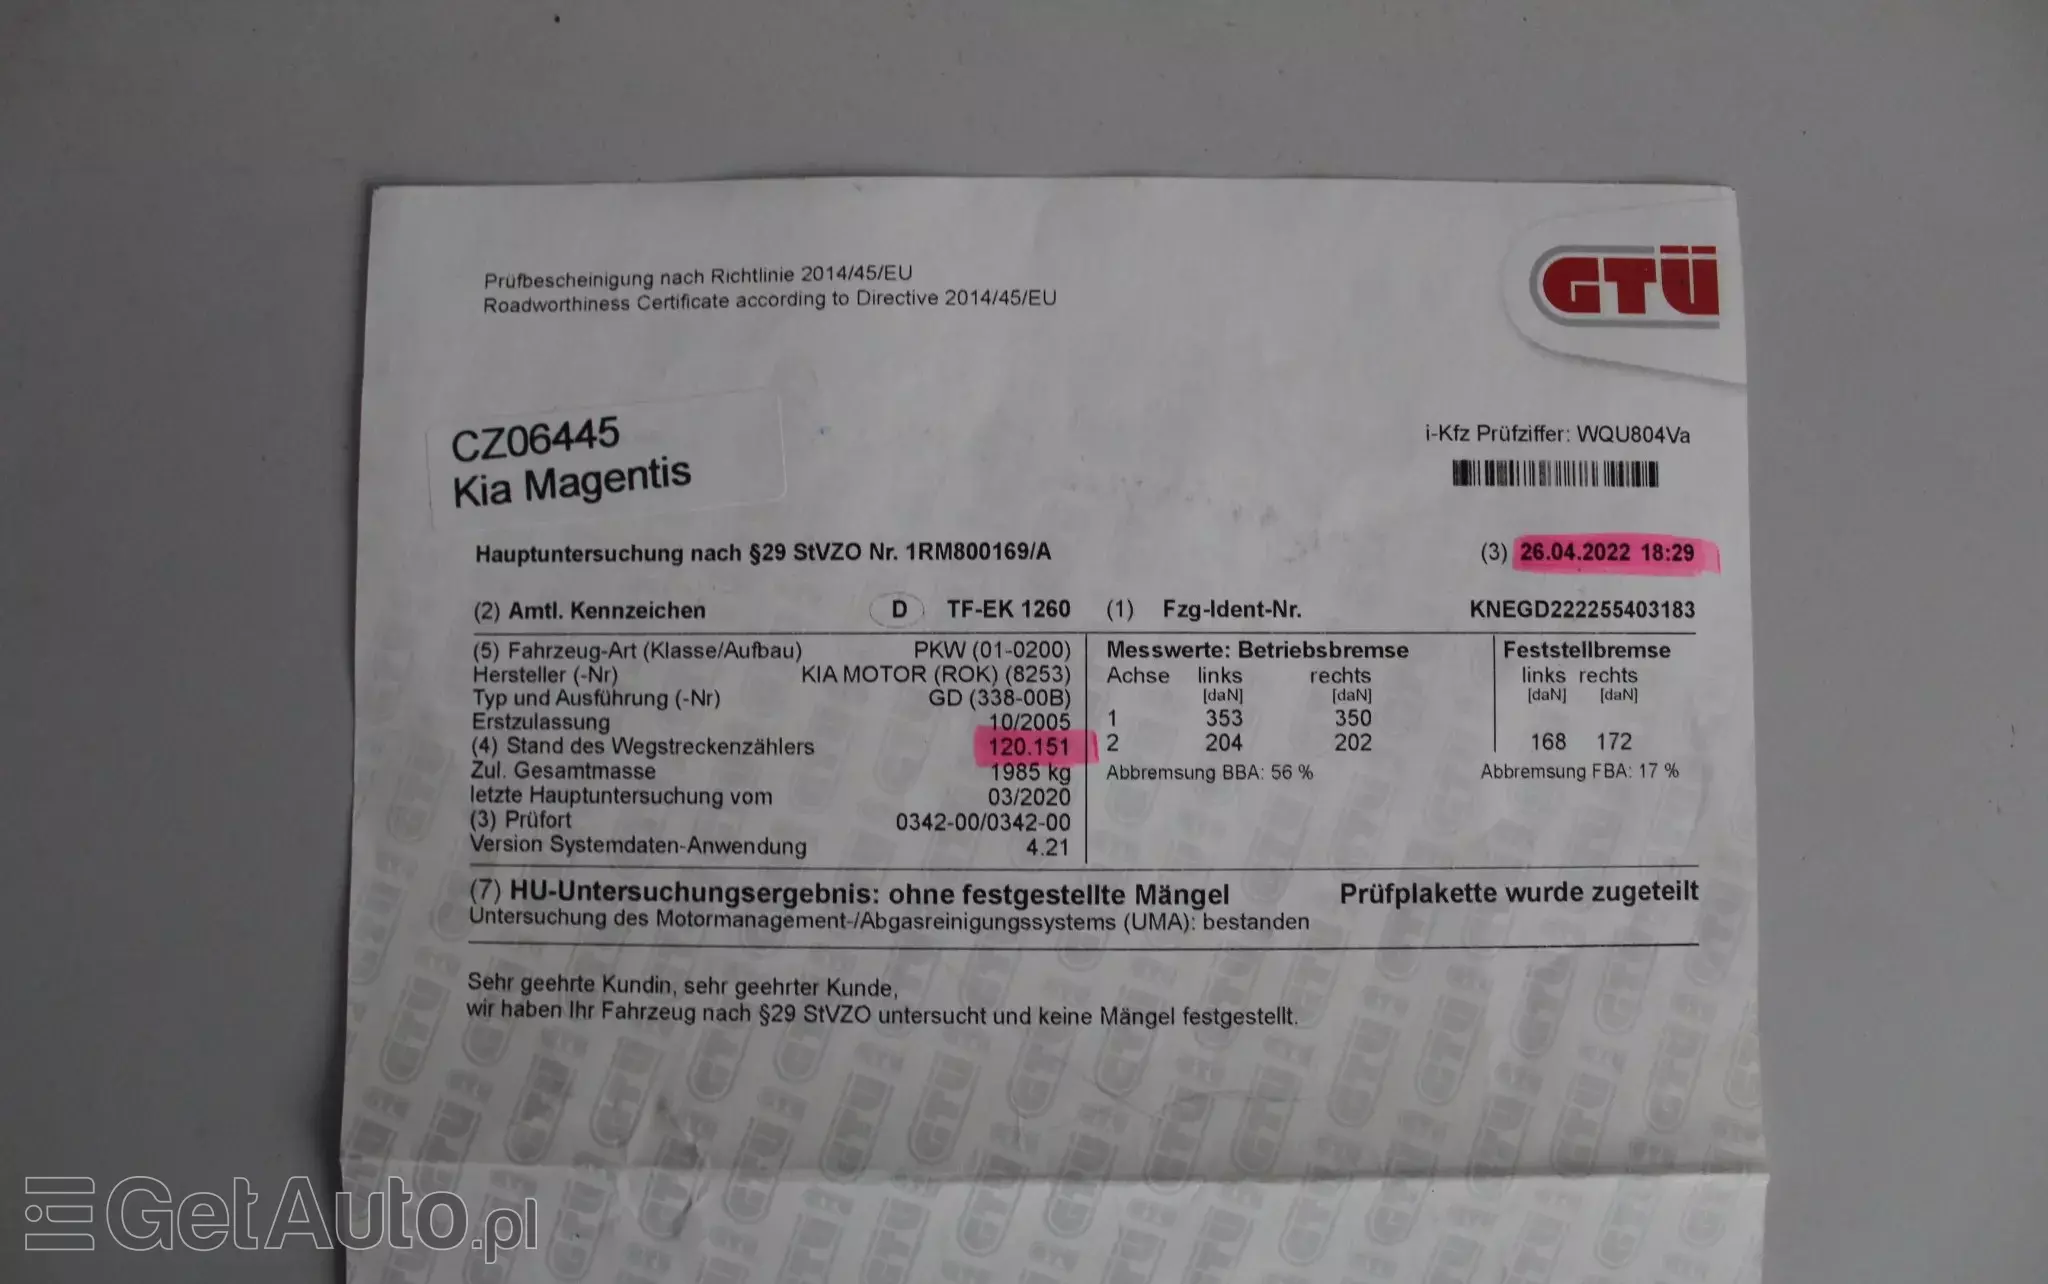 Prüfbescheinigung nach Richtlinie 2014/45/EU
Roadworthiness Certificate according to Directive 2014/45/EU
GTÜ
CZ06445
Kia Magentis
i-Kfz Prüfziffer: WQU804Va
Hauptuntersuchung nach §29 StVZO Nr. 1RM800169/A (3) 26.04.2022 18:29
(2) Amtl. Kennzeichen D TF-EK 1260 (1) Fzg-Ident-Nr. KNEGD222255403183
(5) Fahrzeug-Art (Klasse/Aufbau) PKW (01-0200)
Hersteller (-Nr) KIA MOTOR (ROK) (8253)
Typ und Ausführung (-Nr) GD (338-00B)
Erstzulassung 10/2005
(4) Stand des Wegstreckenzählers 120.151
Zul. Gesamtmasse 1985 kg
letzte Hauptuntersuchung vom 03/2020
(3) Prüfort 0342-00/0342-00
Version Systemdaten-Anwendung 4.21
Messwerte: Betriebsbremse Feststellbremse
Achse links rechts links rechts
[daN] [daN] [daN] [daN]
1 353 350
2 204 202 168 172
Abbremsung BBA: 56 % Abbremsung FBA: 17 %
(7) HU-Untersuchungsergebnis: ohne festgestellte Mängel Prüfplakette wurde zugeteilt
Untersuchung des Motormanagement-/Abgasreinigungssystems (UMA): bestanden
Sehr geehrte Kundin, sehr geehrter Kunde,
wir haben Ihr Fahrzeug nach §29 StVZO untersucht und keine Mängel festgestellt.
GetAuto.pl